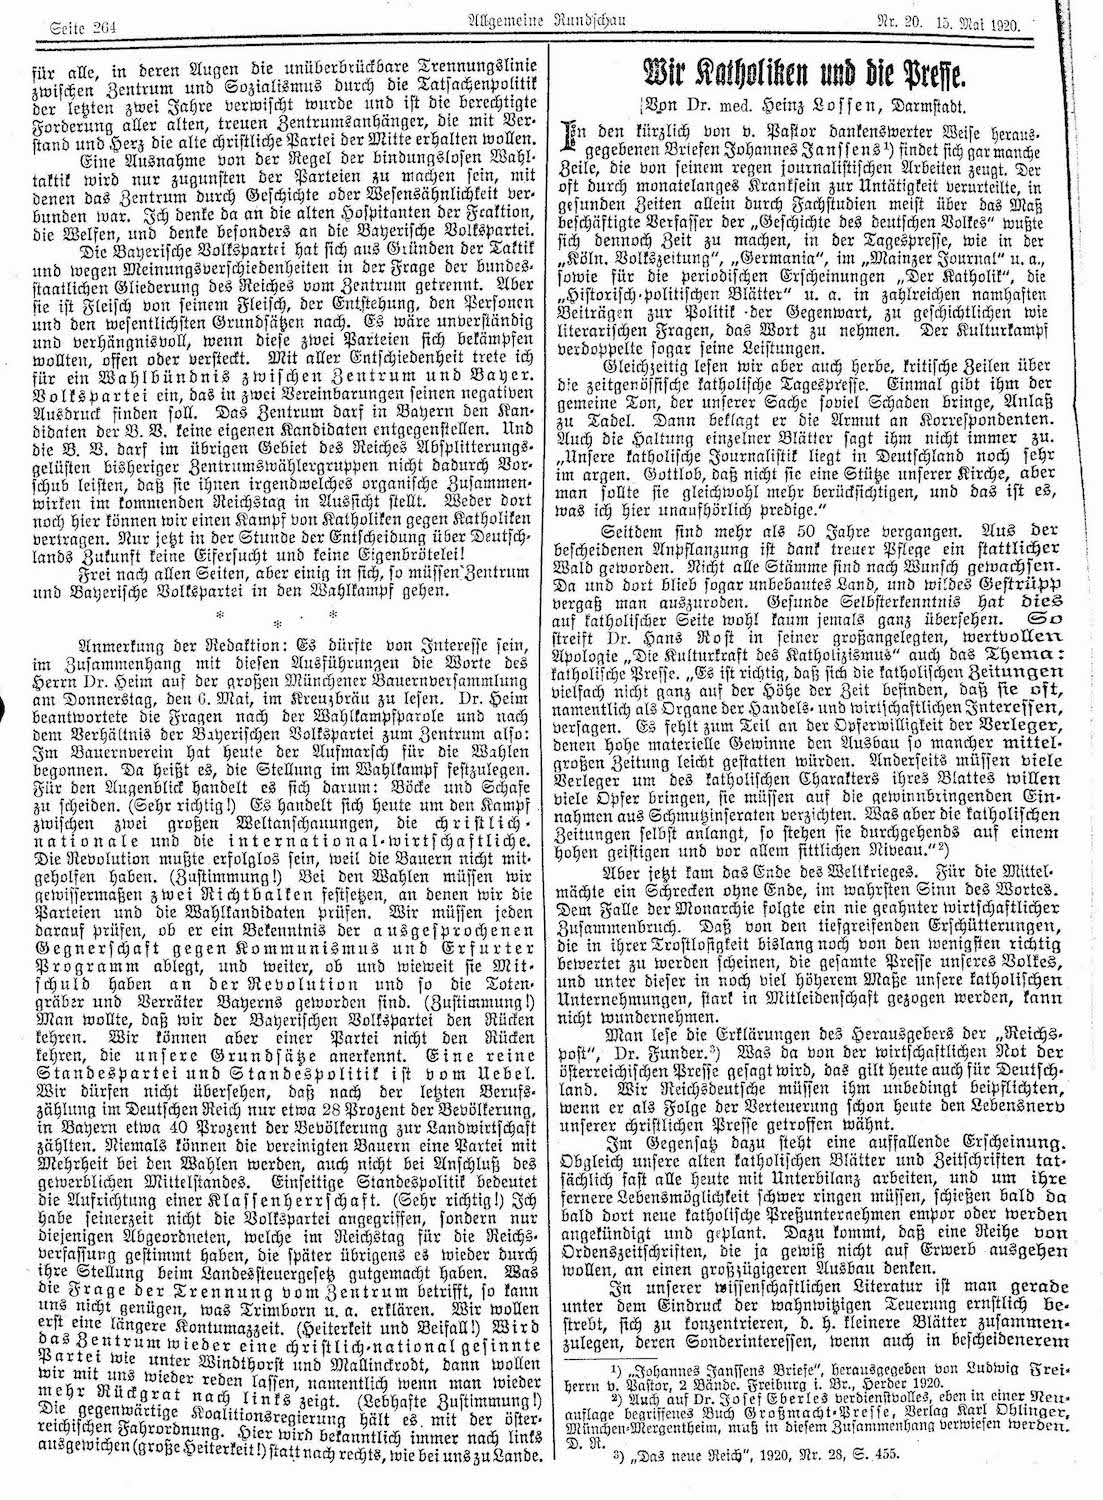 Seite 264
Allgemeine Rundschau
Nr. 20. 15. Mai 1920.
für alle, in deren Augen die unüberbrückbare Trennungslinie
zwischen Zentrum und Sozialismus durch die Tatsachenpolitik
der letzten zwei Jahre verwischt wurde und ist die berechtigte
Forderung aller alten, treuen Zentrumsanhänger, die mit Ver-
stand und Herz die alte christliche Partei der Mitte erhalten wollen.
Eine Ausnahme von der Regel der bindungslosen Wahl-
taktik wird nur zugunsten der Parteien zu machen sein, mit
denen das Zentrum durch Geschichte oder Wesensähnlichkeit ver-
bunden war. Ich denke da an die alten Hospitanten der Fraktion,
die Welfen, und denke besonders an die Bayerische Volkspartei.
Die Bayerische Volkspartei hat sich aus Gründen der Taktik
und wegen Meinungsverschiedenheiten in der Frage der bundes-
staatlichen Gliederung des Reiches vom Zentrum getrennt. Aber
sie ist Fleisch von seinem Fleisch, der Entstehung, den Personen
und den wesentlichsten Grundsätzen nach. Es wäre unverständig
und verhängnisvoll, wenn diese zwei Parteien sich bekämpfen
wollten, offen oder versteckt. Mit aller Entschiedenheit trete ich
für ein Wahlbündnis zwischen Zentrum und Bayer.
Volkspartei ein, das in zwei Vereinbarungen seinen negativen
Ausdruck finden soll. Das Zentrum darf in Bayern den Kan-
didaten der B. V. keine eigenen Kandidaten entgegenstellen. Und
die B. V. darf im übrigen Gebiet des Reiches Absplitterungs-
gelüsten bisheriger Zentrumswählergruppen nicht dadurch Vor-
schub leisten, daß sie ihnen irgendwelches organische Zusammen-
wirken im kommenden Reichstag in Aussicht stellt. Weder dort
noch hier können wir einen Kampf von Katholiken gegen Katholiken
vertragen. Nur jetzt in der Stunde der Entscheidung über Deutsch-
lands Zukunft keine Eifersucht und keine Eigenbrötelei!
Frei nach allen Seiten, aber einig in sich, so müssen Zentrum
und Bayerische Volkspartei in den Wahlkampf gehen.
* * *
Anmerkung der Redaktion: Es dürfte von Interesse sein,
im Zusammenhang mit diesen Ausführungen die Worte des
Herrn Dr. Heim auf der großen Münchener Bauernversammlung
am Donnerstag, den 6. Mai, im Kreuzbräu zu lesen. Dr. Heim
beantwortete die Fragen nach der Wahlkampfparole und nach
dem Verhältnis der Bayerischen Volkspartei zum Zentrum also:
Im Bauernverein hat heute der Aufmarsch für die Wahlen
begonnen. Da heißt es, die Stellung im Wahlkampf festzulegen.
Für den Augenblick handelt es sich darum: Böcke und Schafe
zu scheiden. (Sehr richtig!) Es handelt sich heute um den Kampf
zwischen zwei großen Weltanschauungen, die christlich-
nationale und die international-wirtschaftliche.
Die Revolution mußte erfolglos sein, weil die Bauern nicht mit-
geholfen haben. (Zustimmung!) Bei den Wahlen müssen wir
gewissermaßen zwei Richtbalken festsetzen, an denen wir die
Parteien und die Wahlkandidaten prüfen. Wir müssen jeden
darauf prüfen, ob er ein Bekenntnis der ausgesprochenen
Gegnerschaft gegen Kommunismus und Erfurter
Programm ablegt, und weiter, ob und wieweit sie Mit-
schuld haben an der Revolution und so die Toten-
gräber und Verräter Bayerns geworden sind. (Zustimmung!)
Man wollte, daß wir der Bayerischen Volkspartei den Rücken
kehren. Wir können aber einer Partei nicht den Rücken
kehren, die unsere Grundsätze anerkennt. Eine reine
Standespartei und Standespolitik ist vom Uebel.
Wir dürfen nicht übersehen, daß nach der letzten Berufs-
zählung im Deutschen Reich nur etwa 28 Prozent der Bevölkerung,
in Bayern etwa 40 Prozent der Bevölkerung zur Landwirtschaft
zählten. Niemals können die vereinigten Bauern eine Partei mit
Mehrheit bei den Wahlen werden, auch nicht bei Anschluß des
gewerblichen Mittelstandes. Einseitige Standespolitik bedeutet
die Aufrichtung einer Klassenherrschaft. (Sehr richtig!) Ich
habe seinerzeit nicht die Volkspartei angegriffen, sondern nur
diejenigen Abgeordneten, welche im Reichstag für die Reichs-
verfassung gestimmt haben, die später übrigens es wieder durch
ihre Stellung beim Landessteuergesetz gutgemacht haben. Was
die Frage der Trennung vom Zentrum betrifft, so kann
uns nicht genügen, was Trimborn u. a. erklären. Wir wollen
erst eine längere Kontumazzeit. (Heiterkeit und Beifall!) Wird
das Zentrum wieder eine christlich-national gesinnte
Partei wie unter Windthorst und Mallinckrodt, dann wollen
wir mit uns wieder reden lassen, namentlich wenn man wieder
mehr Rückgrat nach links zeigt. (Lebhafte Zustimmung!)
Die gegenwärtige Koalitionsregierung hält es mit der öster-
reichischen Fahrordnung. Hier wird bekanntlich immer nach links
ausgewichen (große Heiterkeit!) statt nach rechts, wie bei uns zu Lande.
Wir Katholiken und die Presse.
Von Dr. med. Heinz Lossen, Darmstadt.
In den kürzlich von v. Pastor dankenswerter Weise heraus-
gegebenen Briefen Johannes Janssens¹) findet sich gar manche
Zeile, die von seinem regen journalistischen Arbeiten zeugt. Der
oft durch monatelanges Kranksein zur Untätigkeit verurteilte, in
gesunden Zeiten allein durch Fachstudien meist über das Maß
beschäftigte Verfasser der „Geschichte des deutschen Volkes“ wußte
sich dennoch Zeit zu machen, in der Tagespresse, wie in der
„Köln. Volkszeitung“, „Germania“, im „Mainzer Journal“ u. a.,
sowie für die periodischen Erscheinungen „Der Katholik“, die
„Historisch-politischen Blätter“ u. a. in zahlreichen namhaften
Beiträgen zur Politik der Gegenwart, zu geschichtlichen wie
literarischen Fragen, das Wort zu nehmen. Der Kulturkampf
verdoppelte sogar seine Leistungen.
Gleichzeitig lesen wir aber auch herbe, kritische Zeilen über
die zeitgenössische katholische Tagespresse. Einmal gibt ihm der
gemeine Ton, der unserer Sache soviel Schaden bringe, Anlaß
zu Tadel. Dann beklagt er die Armut an Korrespondenten.
Auch die Haltung einzelner Blätter sagt ihm nicht immer zu.
„Unsere katholische Journalistik liegt in Deutschland noch sehr
im argen. Gottlob, daß nicht sie eine Stütze unserer Kirche, aber
man sollte sie gleichwohl mehr berücksichtigen, und das ist es,
was ich hier unaufhörlich predige.“
Seitdem sind mehr als 50 Jahre vergangen. Aus der
bescheidenen Anpflanzung ist dank treuer Pflege ein stattlicher
Wald geworden. Nicht alle Stämme sind nach Wunsch gewachsen.
Da und dort blieb sogar unbebautes Land, und wildes Gestrüpp
vergaß man auszuroden. Gesunde Selbsterkenntnis hat dies
auf katholischer Seite wohl kaum jemals ganz übersehen. So
streift Dr. Hans Rost in seiner großangelegten, wertvollen
Apologie „Die Kulturkraft des Katholizismus“ auch das Thema:
katholische Presse. „Es ist richtig, daß sich die katholischen Zeitungen
vielfach nicht ganz auf der Höhe der Zeit befinden, daß sie oft,
namentlich als Organe der Handels- und wirtschaftlichen Interessen,
versagen. Es fehlt zum Teil an der Opferwilligkeit der Verleger,
denen hohe materielle Gewinne den Ausbau so mancher mittel-
großen Zeitung leicht gestatten würden. Anderseits müssen viele
Verleger um des katholischen Charakters ihres Blattes willen
viele Opfer bringen, sie müssen auf die gewinnbringenden Ein-
nahmen aus Schmutzinseraten verzichten. Was aber die katholischen
Zeitungen selbst anlangt, so stehen sie durchgehends auf einem
hohen geistigen und vor allem sittlichen Niveau.“²)
Aber jetzt kam das Ende des Weltkrieges. Für die Mittel-
mächte ein Schrecken ohne Ende, im wahrsten Sinn des Wortes.
Dem Falle der Monarchie folgte ein nie geahnter wirtschaftlicher
Zusammenbruch. Daß von den tiefgreifenden Erschütterungen,
die in ihrer Trostlosigkeit bislang noch von den wenigsten richtig
bewertet zu werden scheinen, die gesamte Presse unseres Volkes,
und unter dieser in noch viel höherem Maße unsere katholischen
Unternehmungen, stark in Mitleidenschaft gezogen werden, kann
nicht wundernehmen.
Man lese die Erklärungen des Herausgebers der „Reichs-
post“, Dr. Funder.³) Was da von der wirtschaftlichen Not der
österreichischen Presse gesagt wird, das gilt heute auch für Deutsch-
land. Wir Reichsdeutsche müssen ihm unbedingt beipflichten,
wenn er als Folge der Verteuerung schon heute den Lebensnerv
unserer christlichen Presse getroffen wähnt.
Im Gegensatz dazu steht eine auffallende Erscheinung.
Obgleich unsere alten katholischen Blätter und Zeitschriften tat-
sächlich fast alle heute mit Unterbilanz arbeiten, und um ihre
fernere Lebensmöglichkeit schwer ringen müssen, schießen bald da
bald dort neue katholische Preßunternehmen empor oder werden
angekündigt und geplant. Dazu kommt, daß eine Reihe von
Ordenszeitschriften, die ja gewiß nicht auf Erwerb ausgehen
wollen, an einen großzügigeren Ausbau denken.
In unserer wissenschaftlichen Literatur ist man gerade
unter dem Eindruck der wahnwitzigen Teuerung ernstlich be-
strebt, sich zu konzentrieren, d. h. kleinere Blätter zusammen-
zulegen, deren Sonderinteressen, wenn auch in bescheidenerem
¹) „Johannes Janssens Briefe“, herausgegeben von Ludwig Frei-
herrn v. Pastor, 2 Bände. Freiburg i. Br., Herder 1920.
²) Auch auf Dr. Josef Eberles verdienstvolles, eben in einer Neu-
auflage begriffenes Buch Großmacht-Presse, Verlag Karl Ohlinger,
München-Mergentheim, muß in diesem Zusammenhang verwiesen werden.
D. R.
³) „Das neue Reich“, 1920, Nr. 28, S. 455.